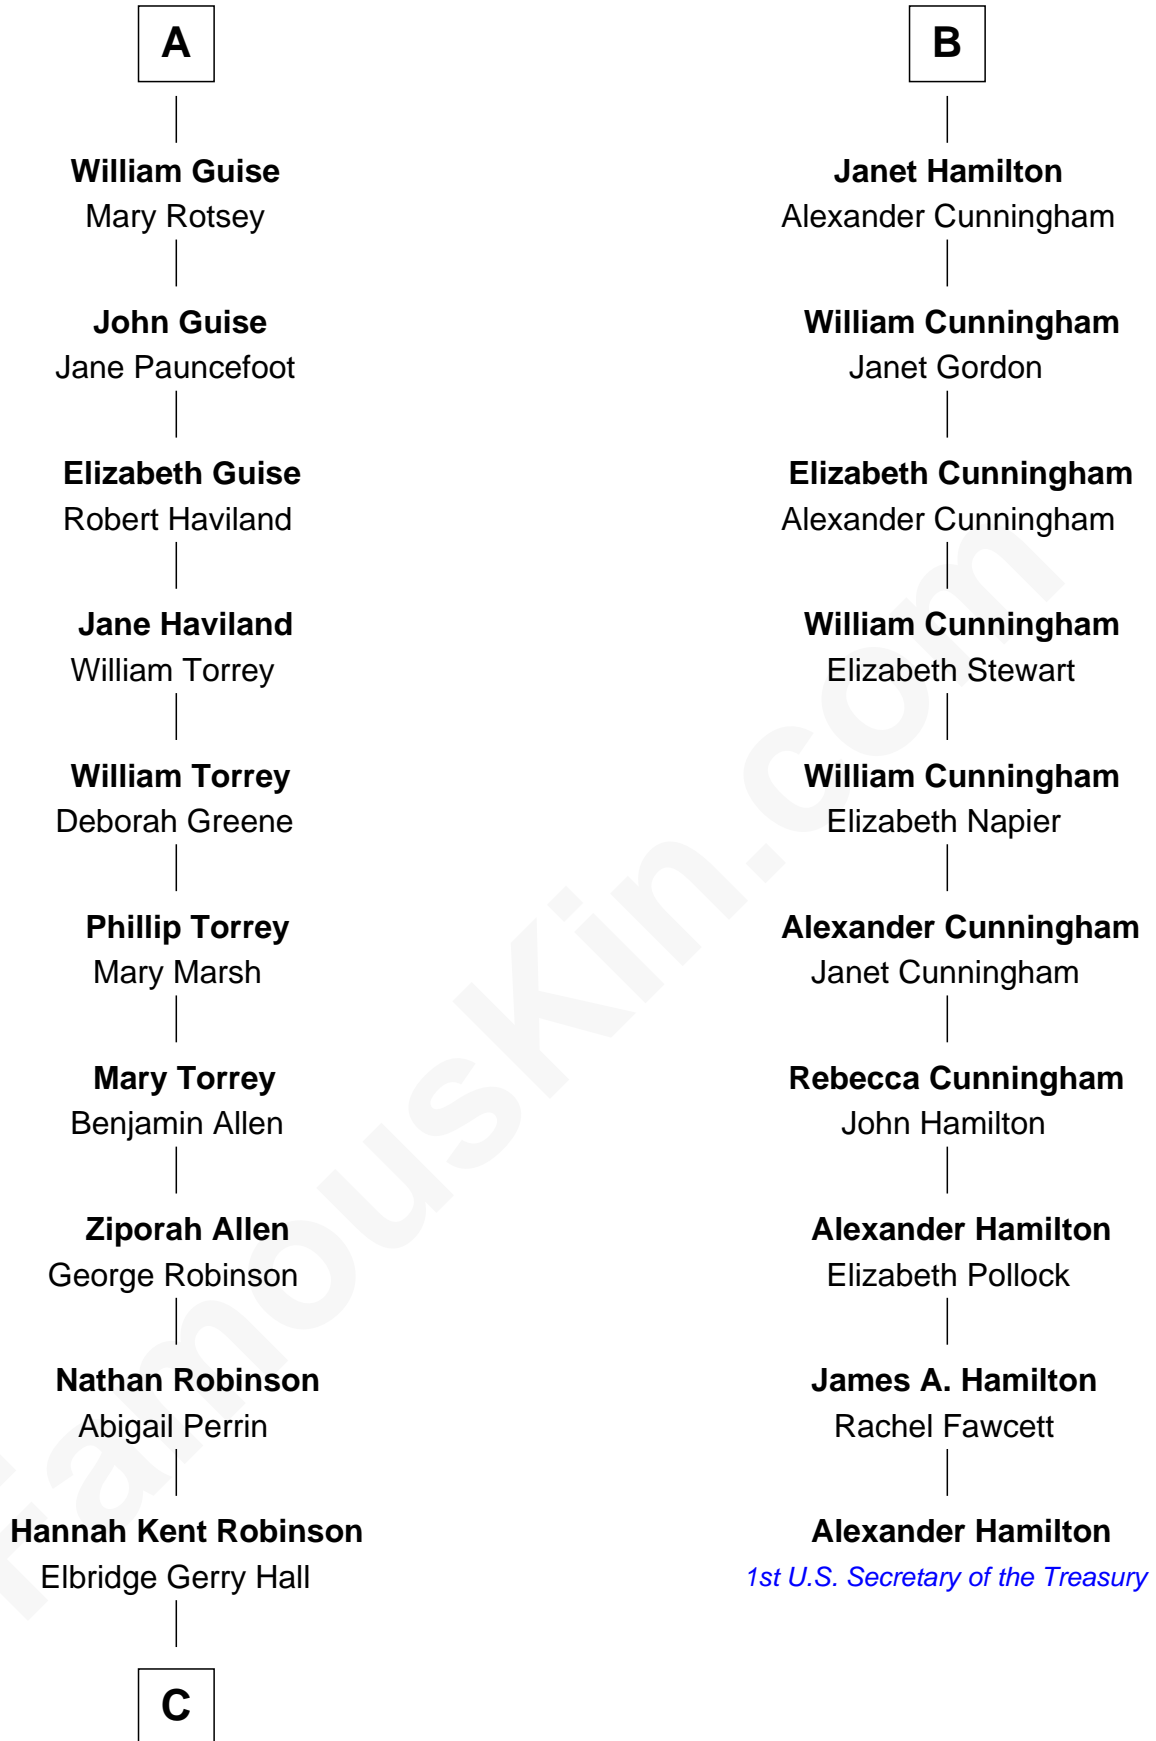 A
William Guise
Mary Rotsey
John Guise
Jane Pauncefoot
Elizabeth Guise
Robert Haviland
Jane Haviland
William Torrey
William Torrey
Deborah Greene
Phillip Torrey
Mary Marsh
Mary Torrey
Benjamin Allen
Ziporah Allen
George Robinson
Nathan Robinson
Abigail Perrin
Hannah Kent Robinson
Elbridge Gerry Hall
C
B
Janet Hamilton
Alexander Cunningham
William Cunningham
Janet Gordon
Elizabeth Cunningham
Alexander Cunningham
William Cunningham
Elizabeth Stewart
William Cunningham
Elizabeth Napier
Alexander Cunningham
Janet Cunningham
Rebecca Cunningham
John Hamilton
Alexander Hamilton
Elizabeth Pollock
James A. Hamilton
Rachel Fawcett
Alexander Hamilton
1st U.S. Secretary of the Treasury
FamousKin.com